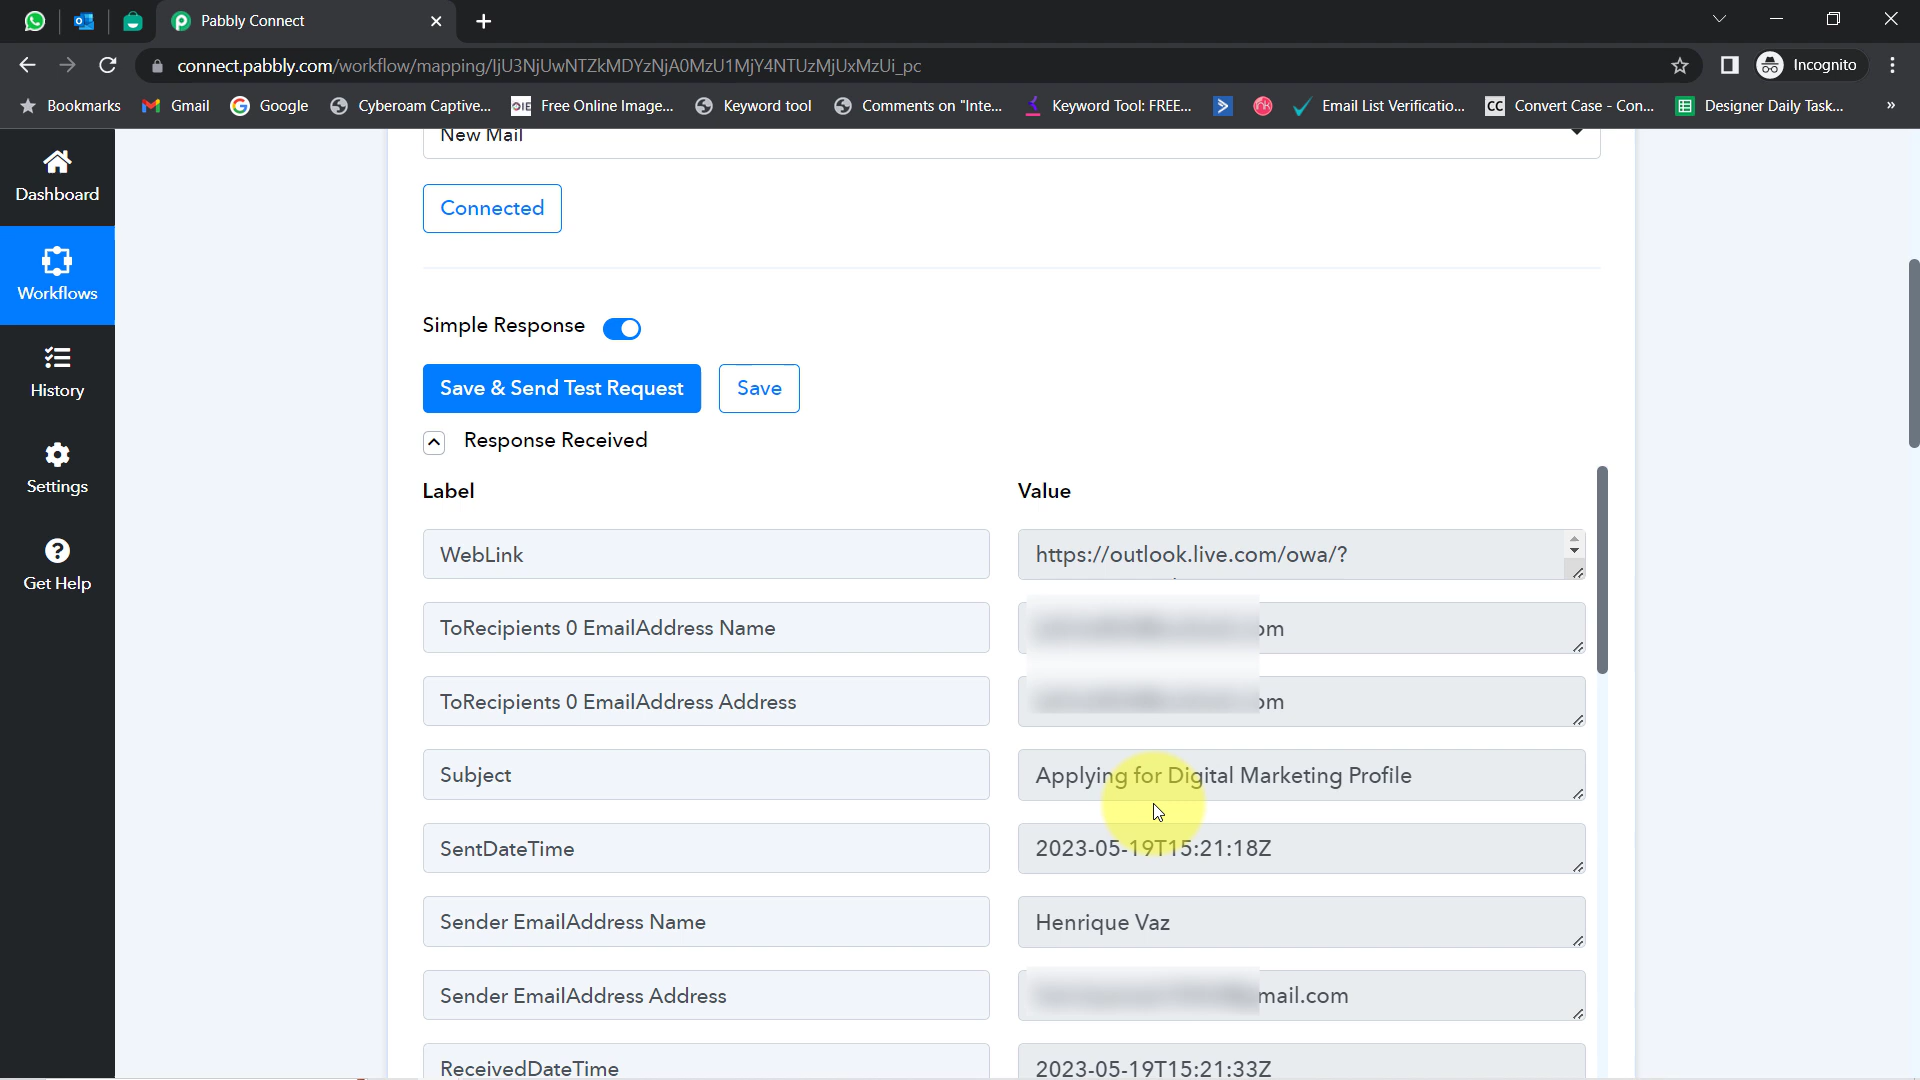 Pabbly Connect
connect.pabbly.com/workflow/mapping/IjU3NjUwNTZkMDYzNjA0MzU1MjY4NTUzMjUxMzUi_pc
Incognito
Bookmarks Gmail Google Cyberoam Captive... OIE Free Online Image... Keyword tool Comments on "Inte... Keyword Tool: FREE... Email List Verificatio... CC Convert Case - Con... Designer Daily Task... »
Dashboard
Workflows
History
Settings
Get Help
New Mail
Connected
Simple Response
Save & Send Test Request Save
Response Received
Label Value
WebLink https://outlook.live.com/owa/?
ToRecipients 0 EmailAddress Name
ToRecipients 0 EmailAddress Address
Subject Applying for Digital Marketing Profile
SentDateTime 2023-05-19T15:21:18Z
Sender EmailAddress Name Henrique Vaz
Sender EmailAddress Address mail.com
ReceivedDateTime 2023-05-19T15:21:33Z